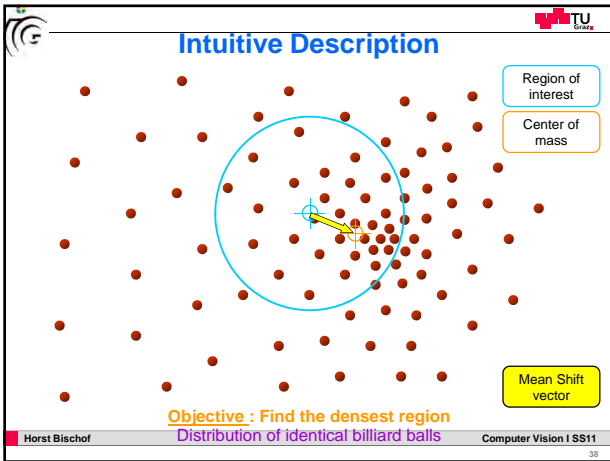 TU
Graz
Intuitive Description
Region of
interest
Center of
mass
Mean Shift
vector
Objective : Find the densest region
Distribution of identical billiard balls
Horst Bischof
Computer Vision I SS11
38